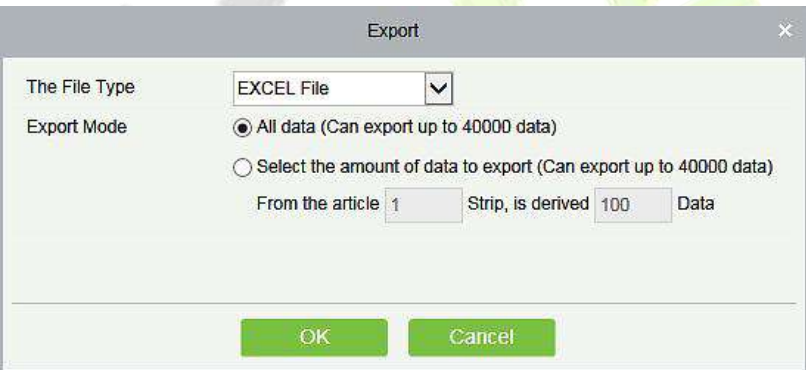 Export
The File Type EXCEL File
Export Mode All data (Can export up to 40000 data)
Select the amount of data to export (Can export up to 40000 data)
From the article 1 Strip, is derived 100 Data
OK Cancel